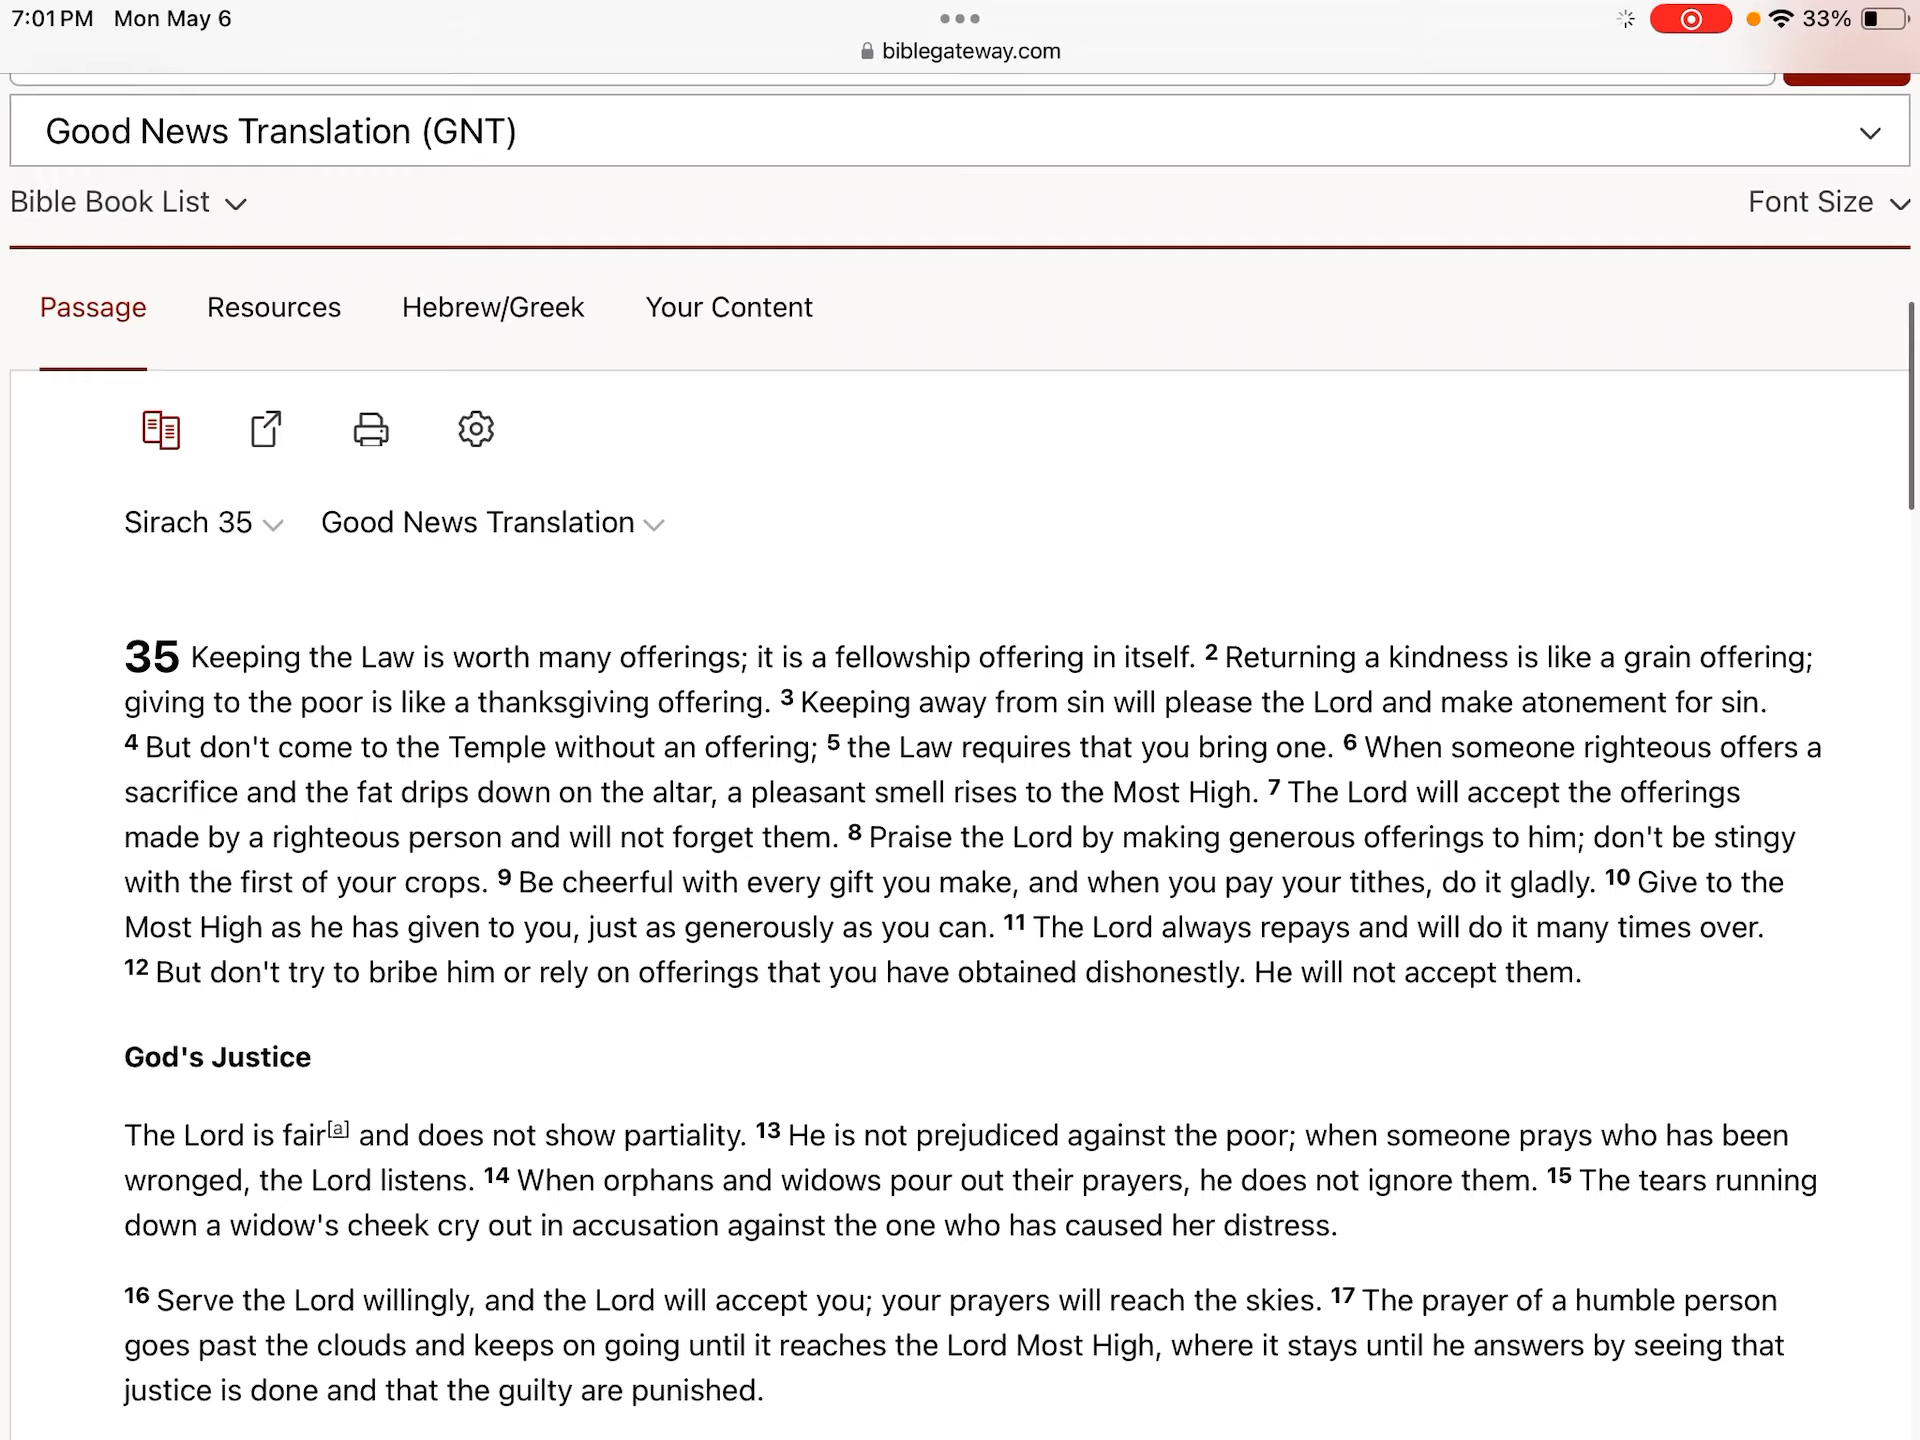 7:01 PM Mon May 6
33%
biblegateway.com
Good News Translation (GNT)
Bible Book List
Font Size
Passage Resources Hebrew/Greek Your Content
Sirach 35 Good News Translation
35 Keeping the Law is worth many offerings; it is a fellowship offering in itself. 2 Returning a kindness is like a grain offering;
giving to the poor is like a thanksgiving offering. 3 Keeping away from sin will please the Lord and make atonement for sin.
4 But don't come to the Temple without an offering; 5 the Law requires that you bring one. 6 When someone righteous offers a
sacrifice and the fat drips down on the altar, a pleasant smell rises to the Most High. 7 The Lord will accept the offerings
made by a righteous person and will not forget them. 8 Praise the Lord by making generous offerings to him; don't be stingy
with the first of your crops. 9 Be cheerful with every gift you make, and when you pay your tithes, do it gladly. 10 Give to the
Most High as he has given to you, just as generously as you can. 11 The Lord always repays and will do it many times over.
12 But don't try to bribe him or rely on offerings that you have obtained dishonestly. He will not accept them.
God's Justice
The Lord is fair[a] and does not show partiality. 13 He is not prejudiced against the poor; when someone prays who has been
wronged, the Lord listens. 14 When orphans and widows pour out their prayers, he does not ignore them. 15 The tears running
down a widow's cheek cry out in accusation against the one who has caused her distress.
16 Serve the Lord willingly, and the Lord will accept you; your prayers will reach the skies. 17 The prayer of a humble person
goes past the clouds and keeps on going until it reaches the Lord Most High, where it stays until he answers by seeing that
justice is done and that the guilty are punished.